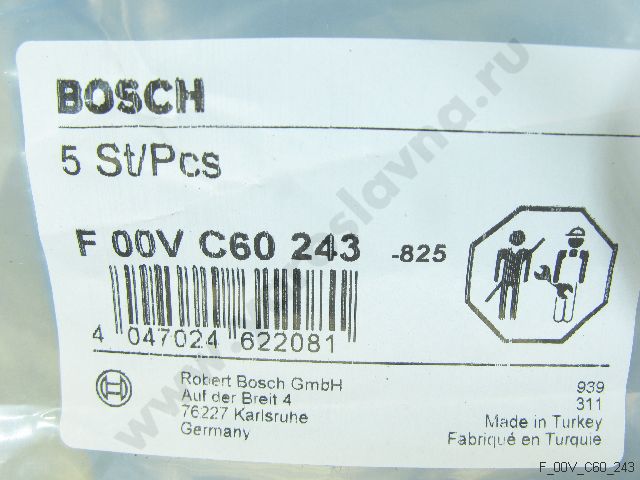 BOSCH
5 St/Pcs
F 00V C60 243 -825
4 047024 622081
Robert Bosch GmbH
Auf der Breit 4
76227 Karlsruhe
Germany
939
311
Made in Turkey
Fabriqué en Turquie
F_00V_C60_243